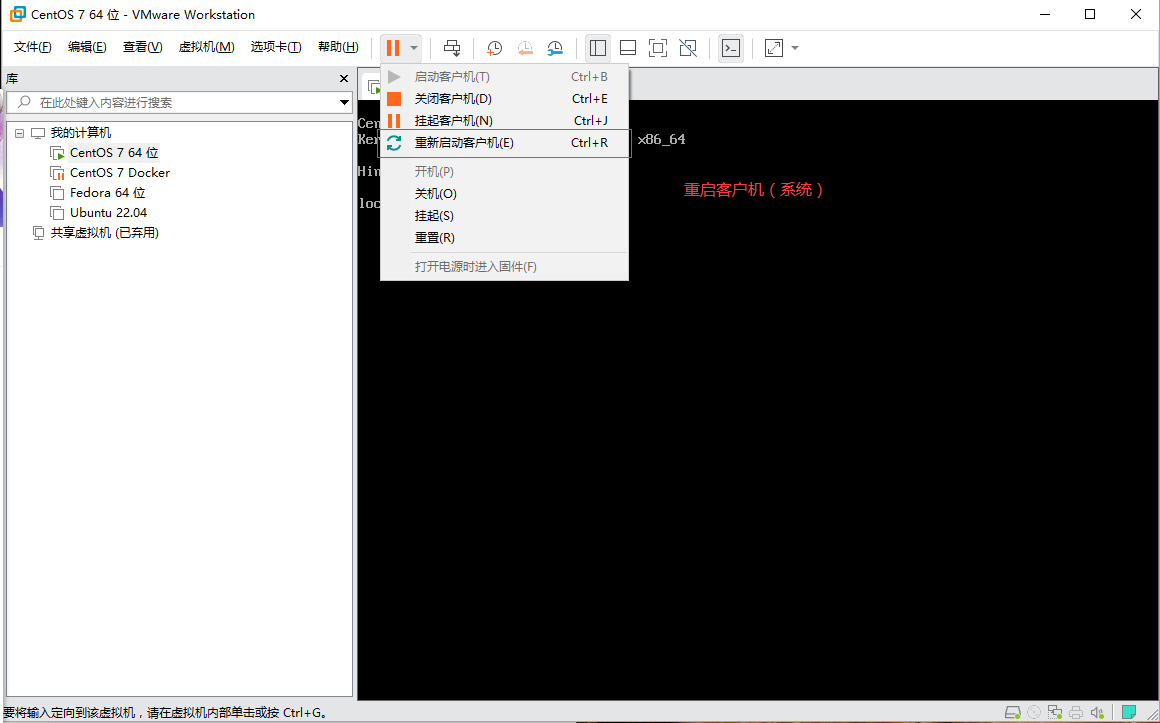 CentOS 7 64 位 - VMware Workstation
文件(F) 编辑(E) 查看(V) 虚拟机(M) 选项卡(T) 帮助(H)
库
在此处键入内容进行搜索
我的计算机
CentOS 7 64 位
CentOS 7 Docker
Fedora 64 位
Ubuntu 22.04
共享虚拟机 (已弃用)
启动客户机(T) Ctrl+B
关闭客户机(D) Ctrl+E
挂起客户机(N) Ctrl+J
重新启动客户机(E) Ctrl+R
开机(P)
关机(O)
挂起(S)
重置(R)
打开电源时进入固件(F)
Cen
Ker
x86_64
Hin
loc
重启客户机（系统）
要将输入定向到该虚拟机，请在虚拟机内部单击或按 Ctrl+G。